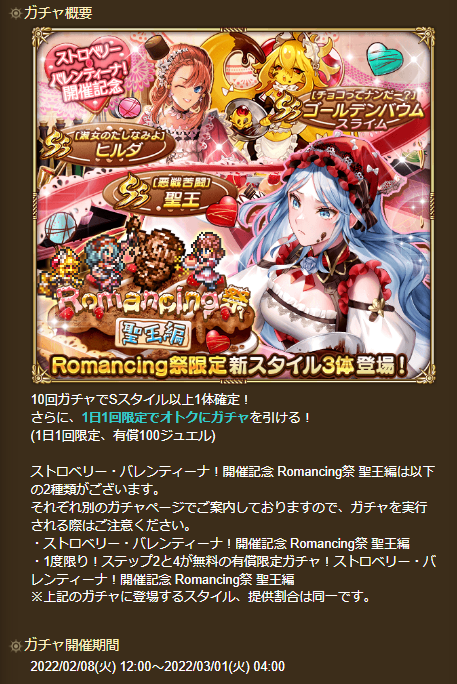 ガチャ概要
ストロベリー
バレンティーナ！
開催記念
[チョコってナンだー？]
SS ゴールデンバウム
スライム
[淑女のたしなみよ]
SS ヒルダ
[悪戦苦闘]
SS 聖王
Romancing祭
聖王編
Romancing祭限定新スタイル3体登場！
10回ガチャでSスタイル以上1体確定！
さらに、1日1回限定でオトクにガチャを引ける！
(1日1回限定、有償100ジュエル)
ストロベリー・バレンティーナ！開催記念 Romancing祭 聖王編は以下
の2種類がございます。
それぞれ別のガチャページでご案内しておりますので、ガチャを実行
される際はご注意ください。
・ストロベリー・バレンティーナ！開催記念 Romancing祭 聖王編
・1度限り！ステップ2と4が無料の有償限定ガチャ！ストロベリー・バ
レンティーナ！開催記念 Romancing祭 聖王編
※上記のガチャに登場するスタイル、提供割合は同一です。
ガチャ開催期間
2022/02/08(火) 12:00～2022/03/01(火) 04:00